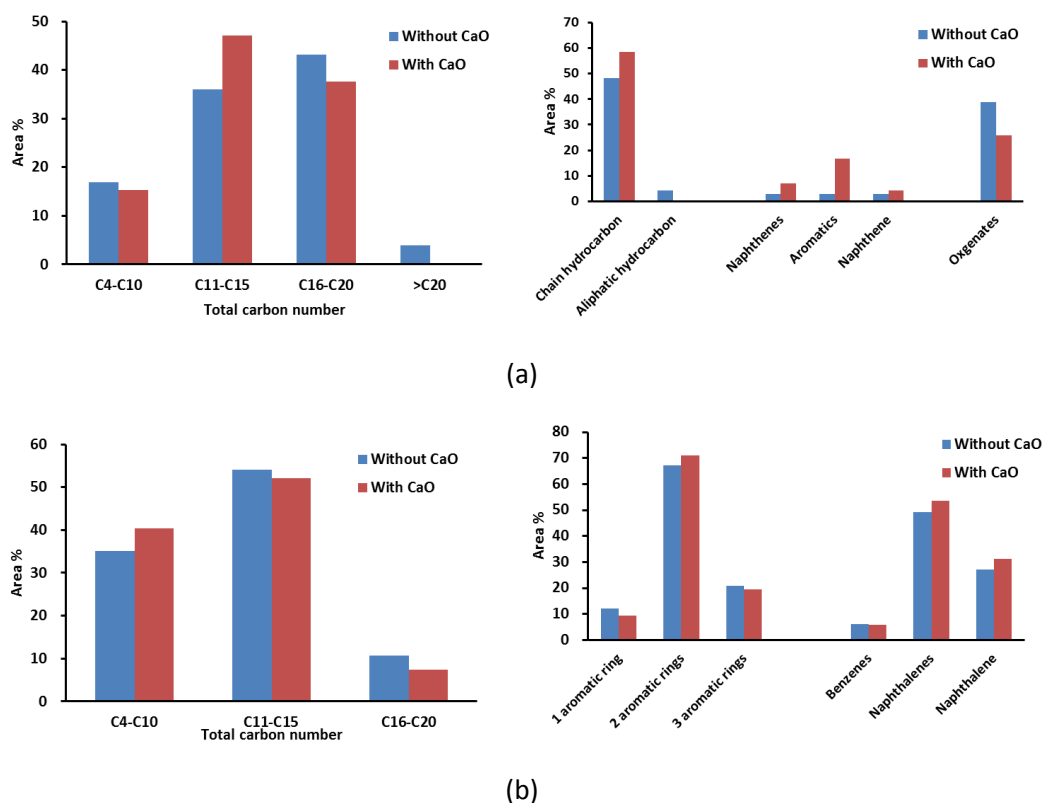 50
40
30
20
10
0
Area %
Without CaO
With CaO
C4-C10
C11-C15
C16-C20
>C20
Total carbon number
70
60
50
40
30
20
10
0
Area %
Without CaO
With CaO
Chain hydrocarbon
Aliphatic hydrocarbon
Naphthenes
Aromatics
Naphthene
Oxgenates
(a)
60
50
40
30
20
10
0
Area %
Without CaO
With CaO
C4-C10
C11-C15
C16-C20
Total carbon number
80
70
60
50
40
30
20
10
0
Area %
Without CaO
With CaO
1 aromatic ring
2 aromatic rings
3 aromatic rings
Benzenes
Naphthalenes
Naphthalene
(b)